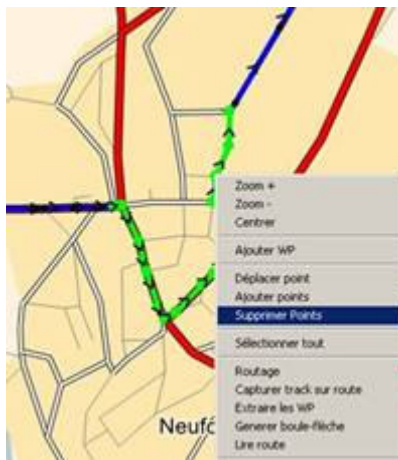 Zoom +
Zoom -
Centrer
Ajouter WP
Déplacer point
Ajouter points
Supprimer Points
Sélectionner tout
Routage
Capturer track sur route
Extraire les WP
Generer boule-flèche
Lire route
Neufc